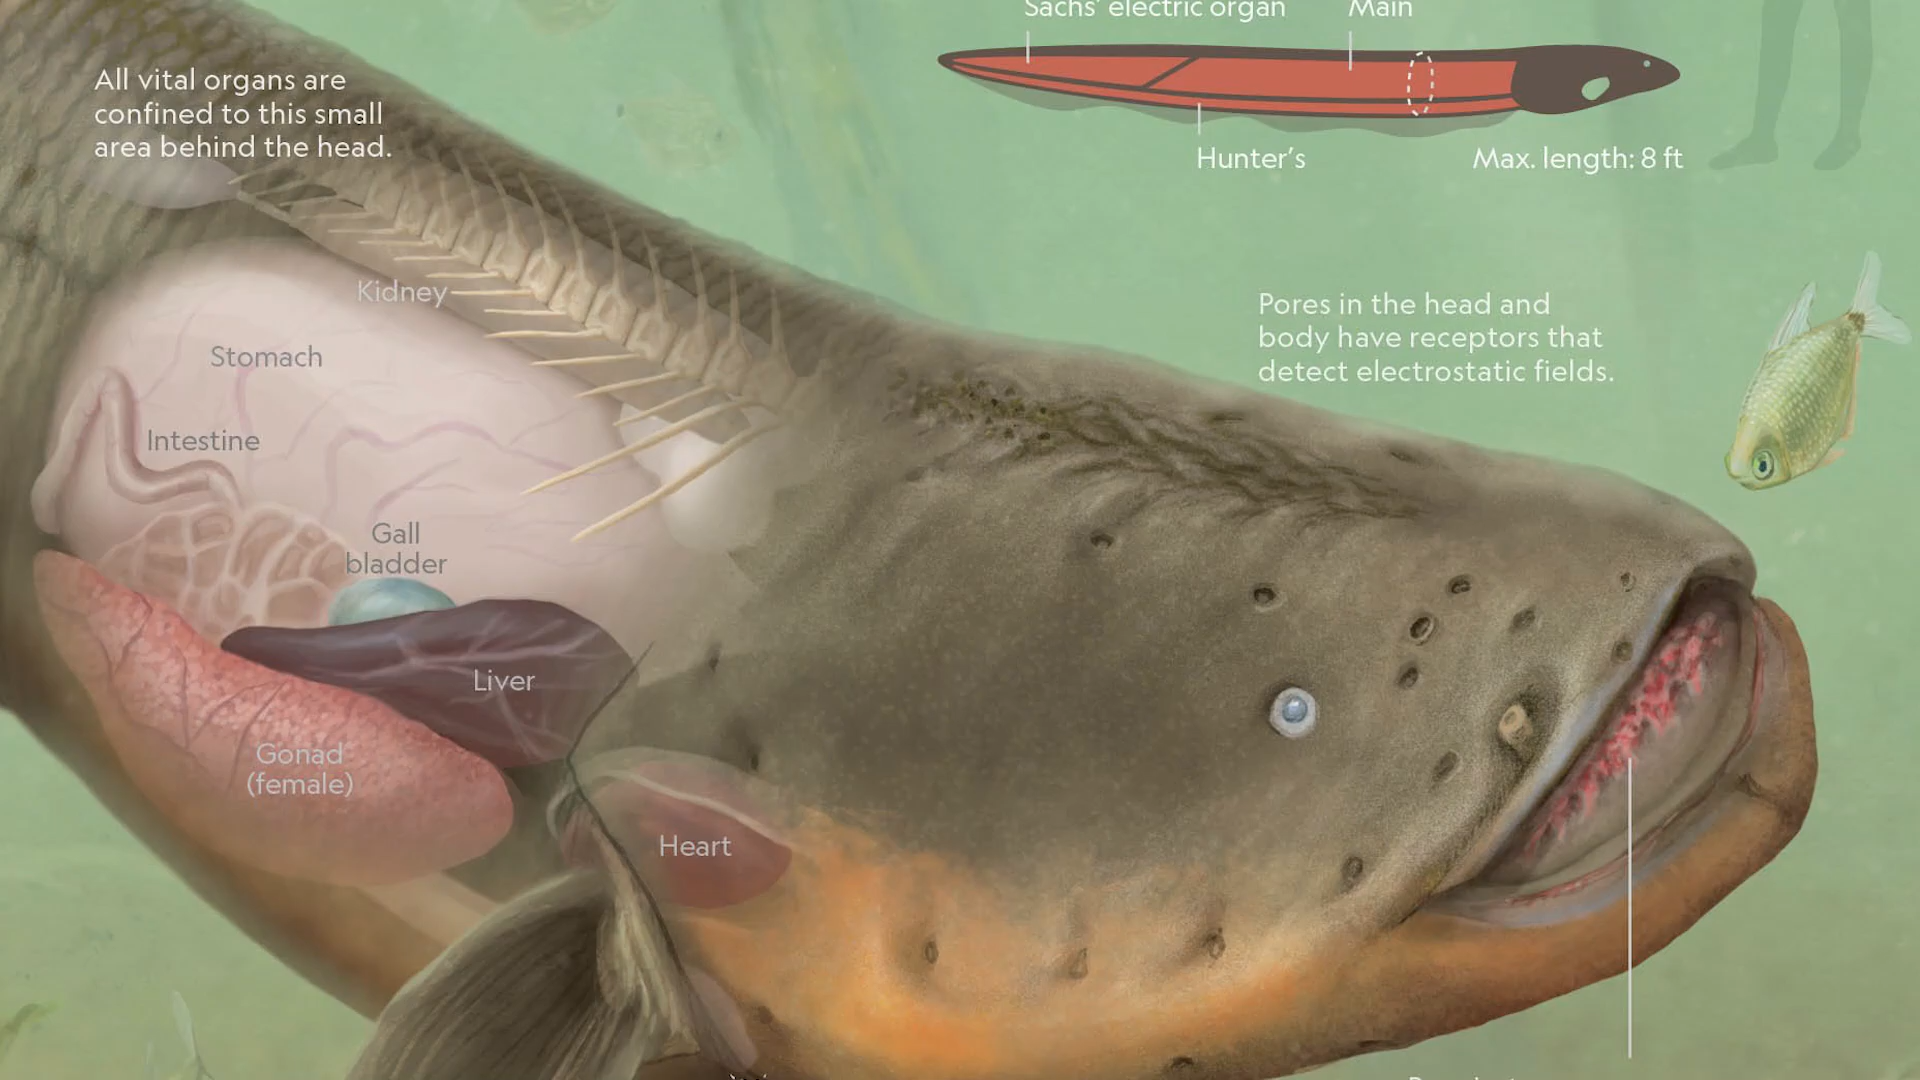 Sachs' electric organ
Main
All vital organs are
confined to this small
area behind the head.
Hunter's
Max. length: 8 ft
Kidney
Pores in the head and
body have receptors that
detect electrostatic fields.
Stomach
Intestine
Gall
bladder
Liver
Gonad
(female)
Heart